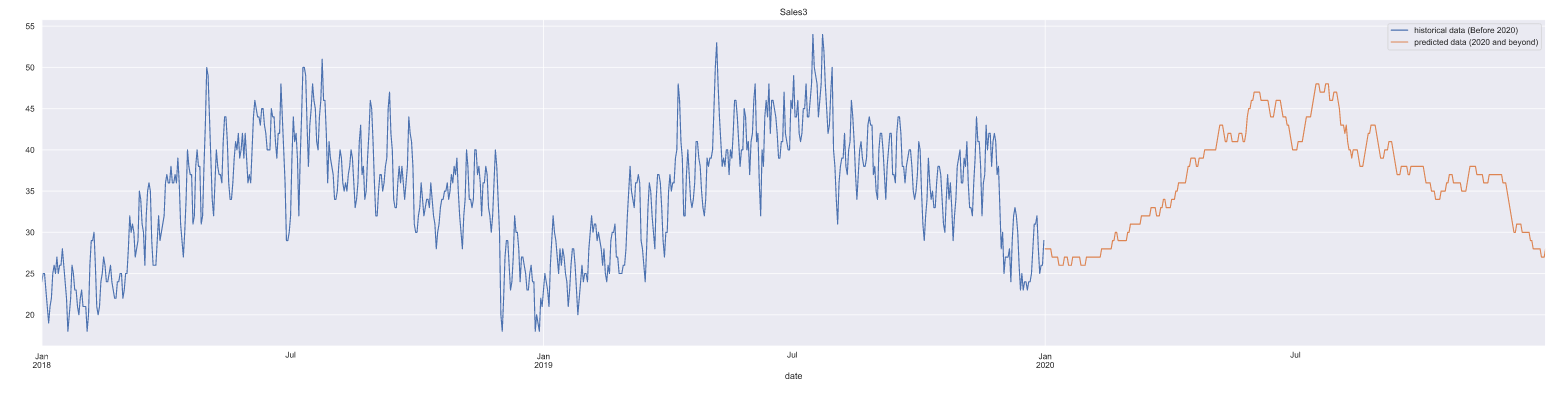 Sales3
55
50
45
40
35
30
25
20
historical data (Before 2020)
predicted data (2020 and beyond)
Jan
2018
Jul
Jan
2019
Jul
Jan
2020
Jul
date